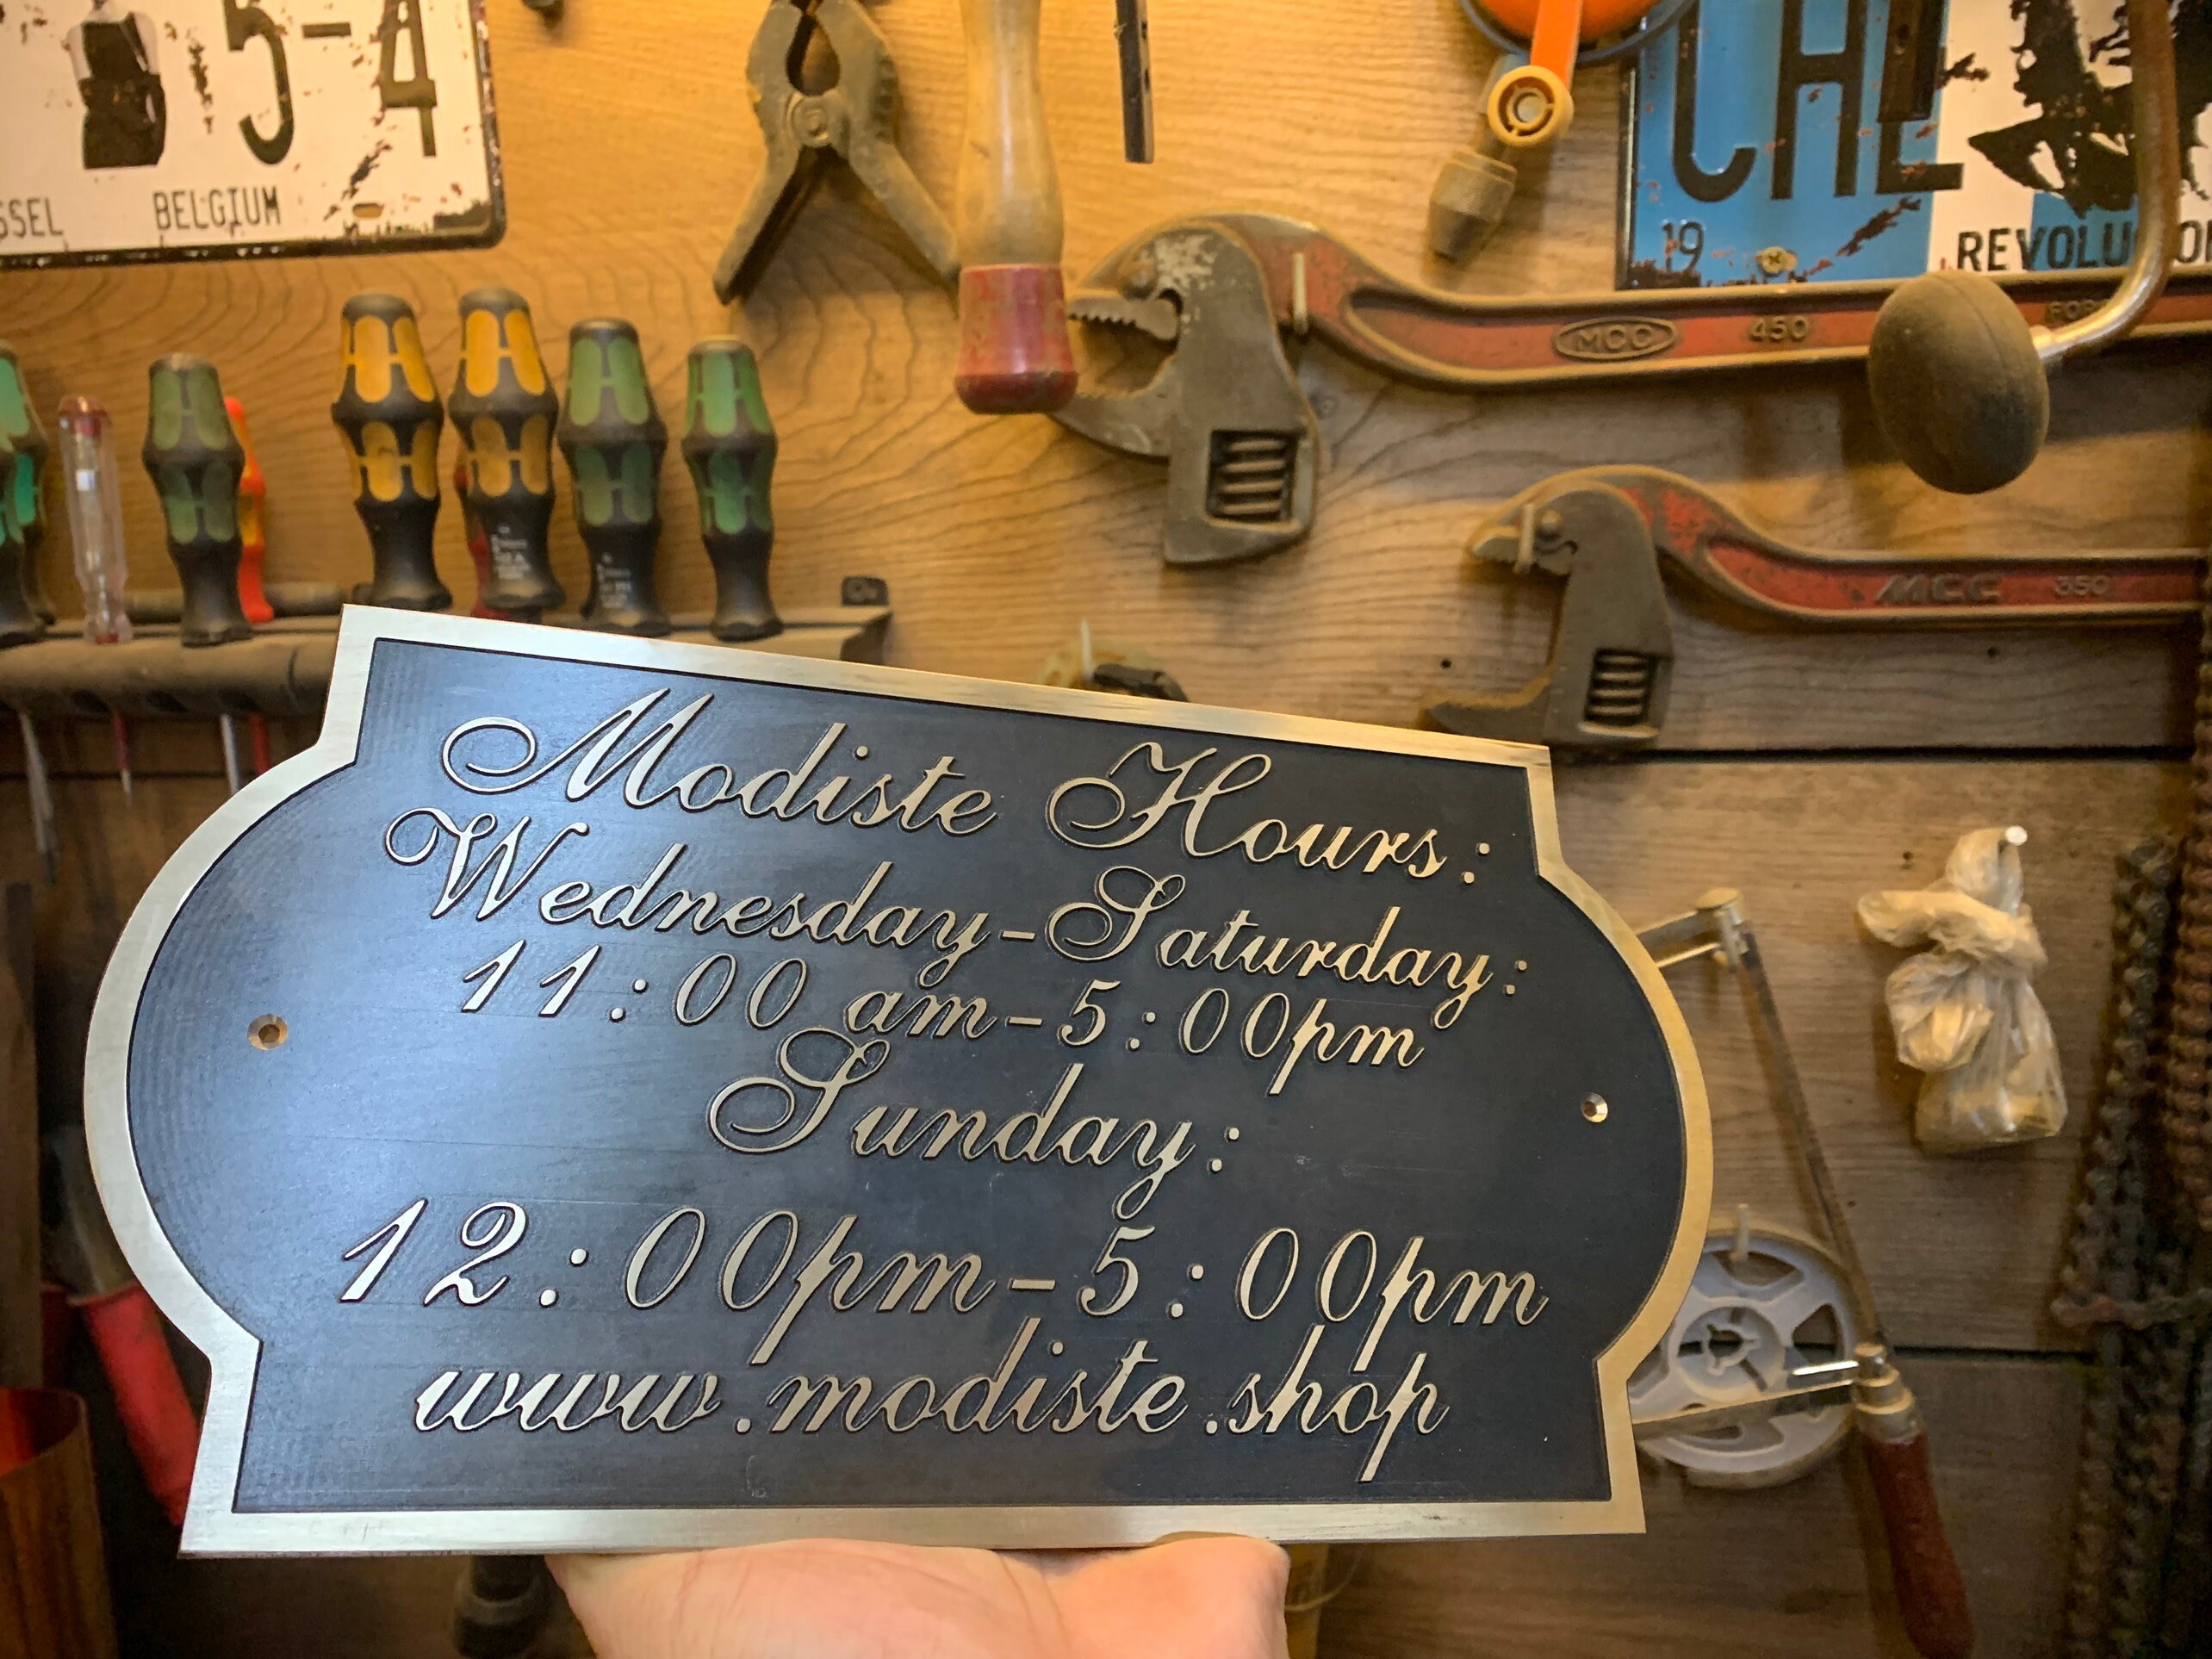 5-4
BELGIUM
CHE
19
REVOLU
MCC 450
MCC 350
Modiste Hours:
Wednesday-Saturday:
11:00 am-5:00pm
Sunday:
12:00pm-5:00pm
www.modiste.shop